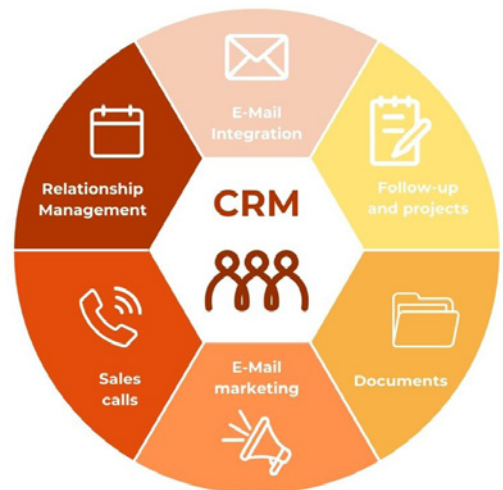 E-Mail
Integration
Follow-up
and projects
Documents
E-Mail
marketing
Sales
calls
Relationship
Management
CRM